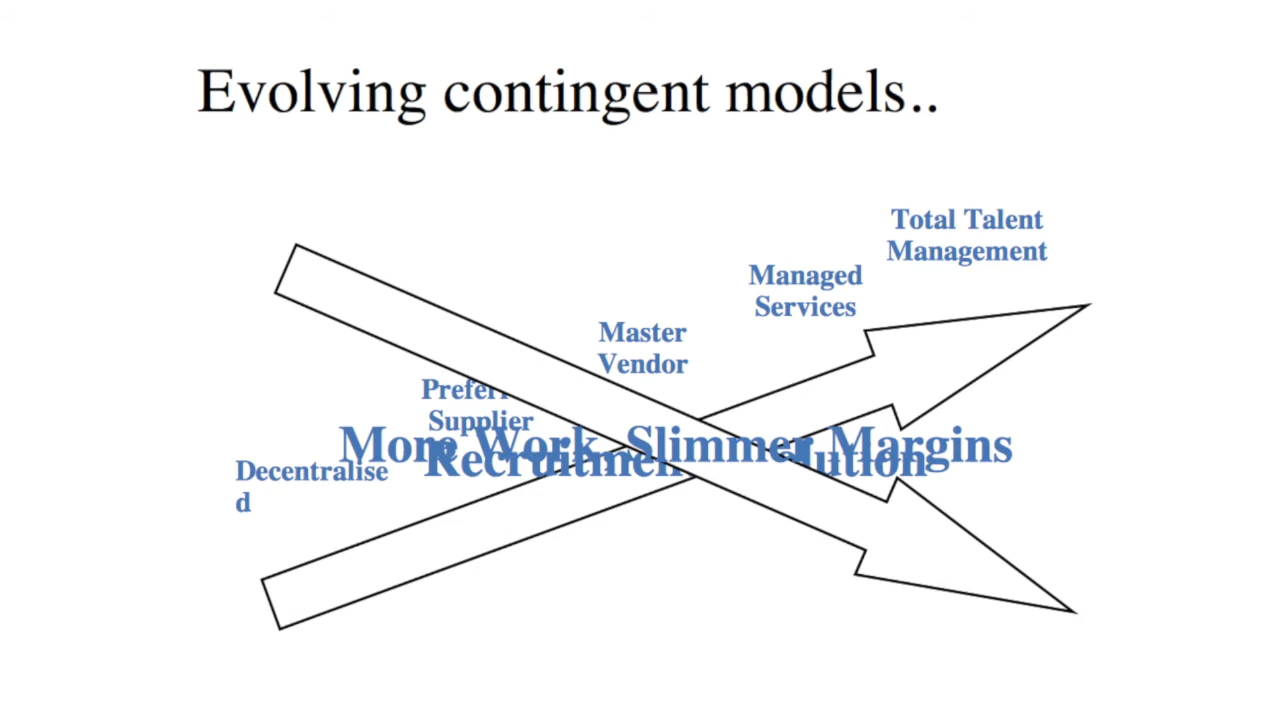 Evolving contingent models..
Total Talent
Management
Managed
Services
Master
Vendor
Supplier
More Work, Slimmer Margins
Decentralise
d